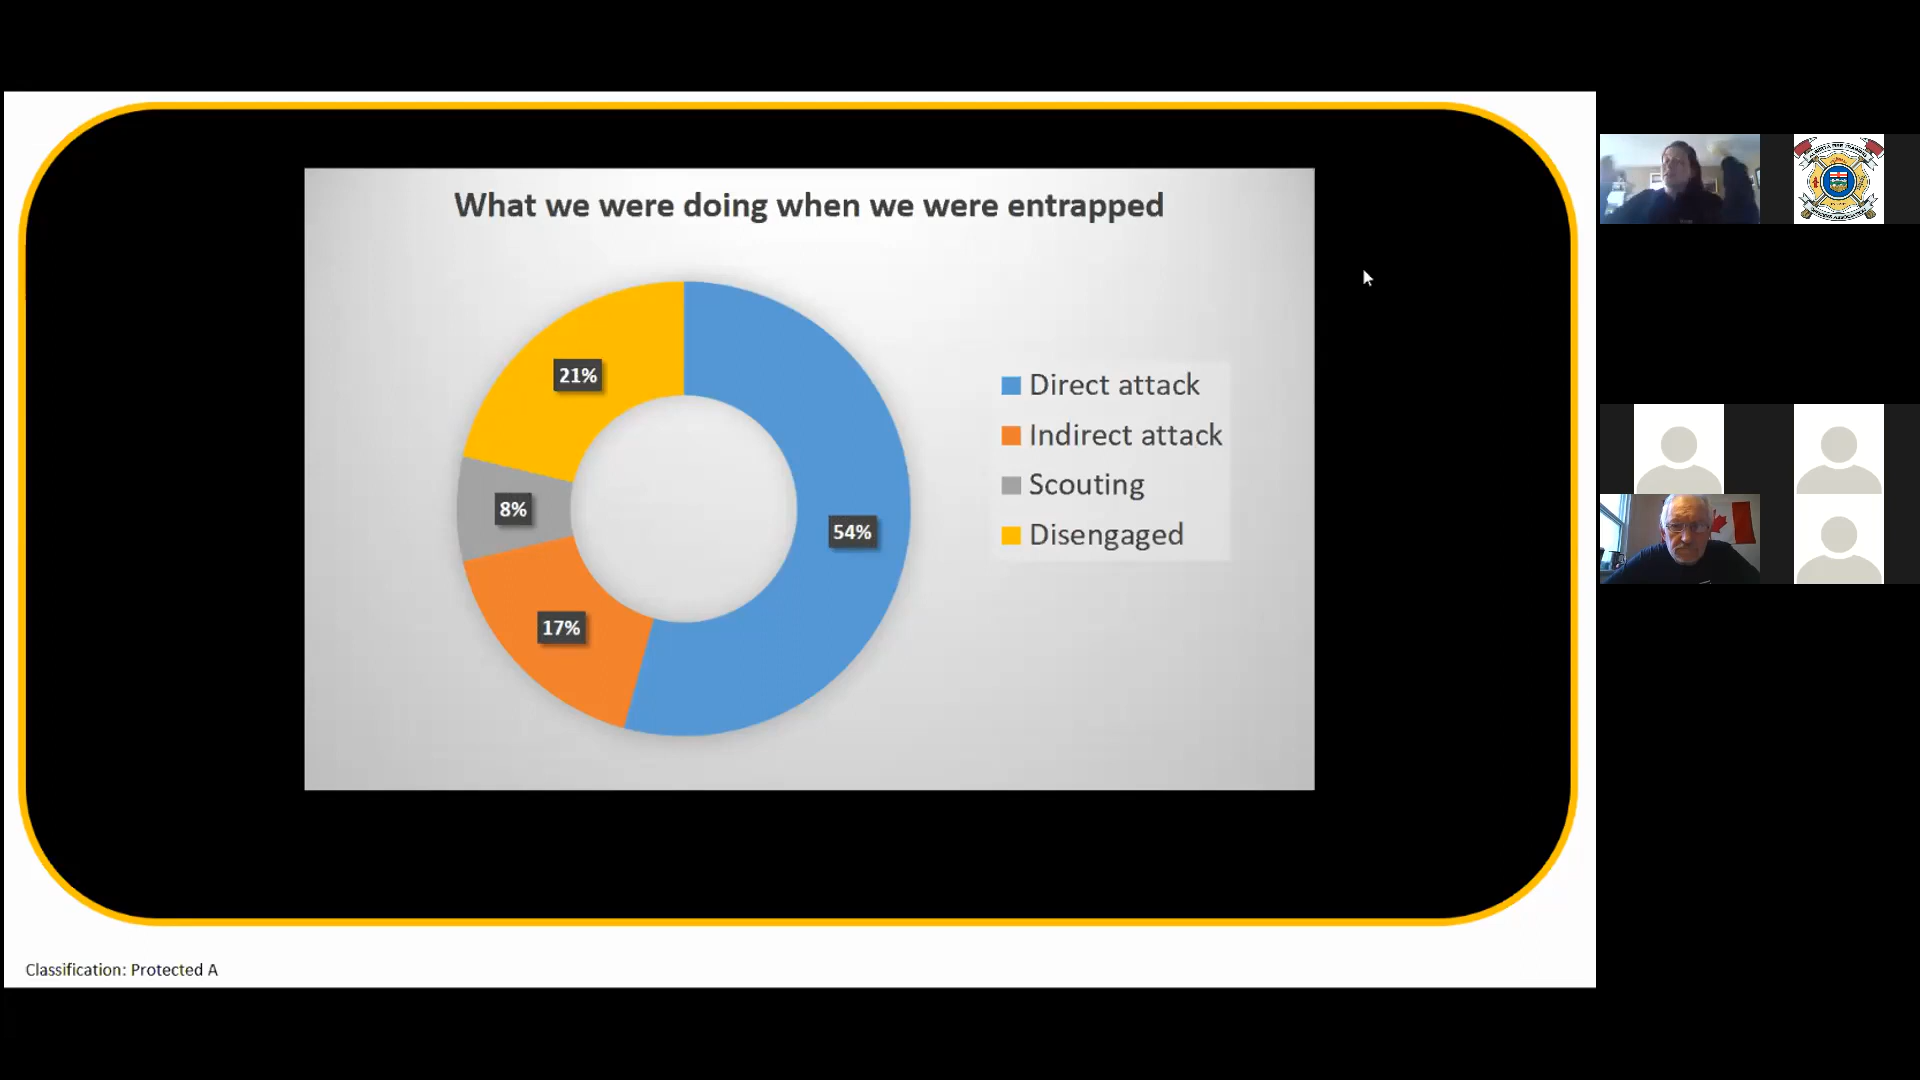 What we were doing when we were entrapped
21%
8%
54%
17%
Direct attack
Indirect attack
Scouting
Disengaged
Classification: Protected A